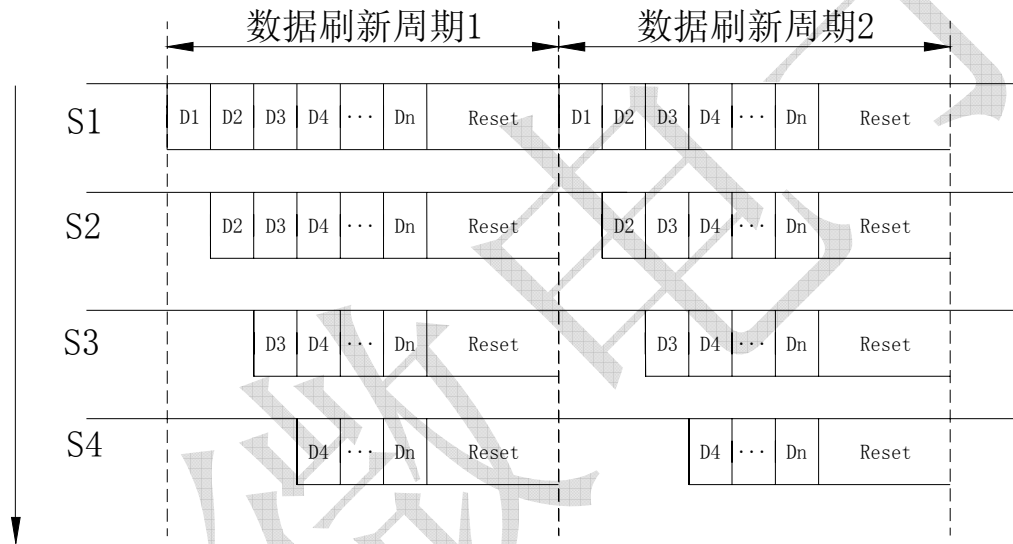 数据刷新周期1 数据刷新周期2
S1 D1 D2 D3 D4 ··· Dn Reset D1 D2 D3 D4 ··· Dn Reset
S2 D2 D3 D4 ··· Dn Reset D2 D3 D4 ··· Dn Reset
S3 D3 D4 ··· Dn Reset D3 D4 ··· Dn Reset
S4 D4 ··· Dn Reset D4 ··· Dn Reset